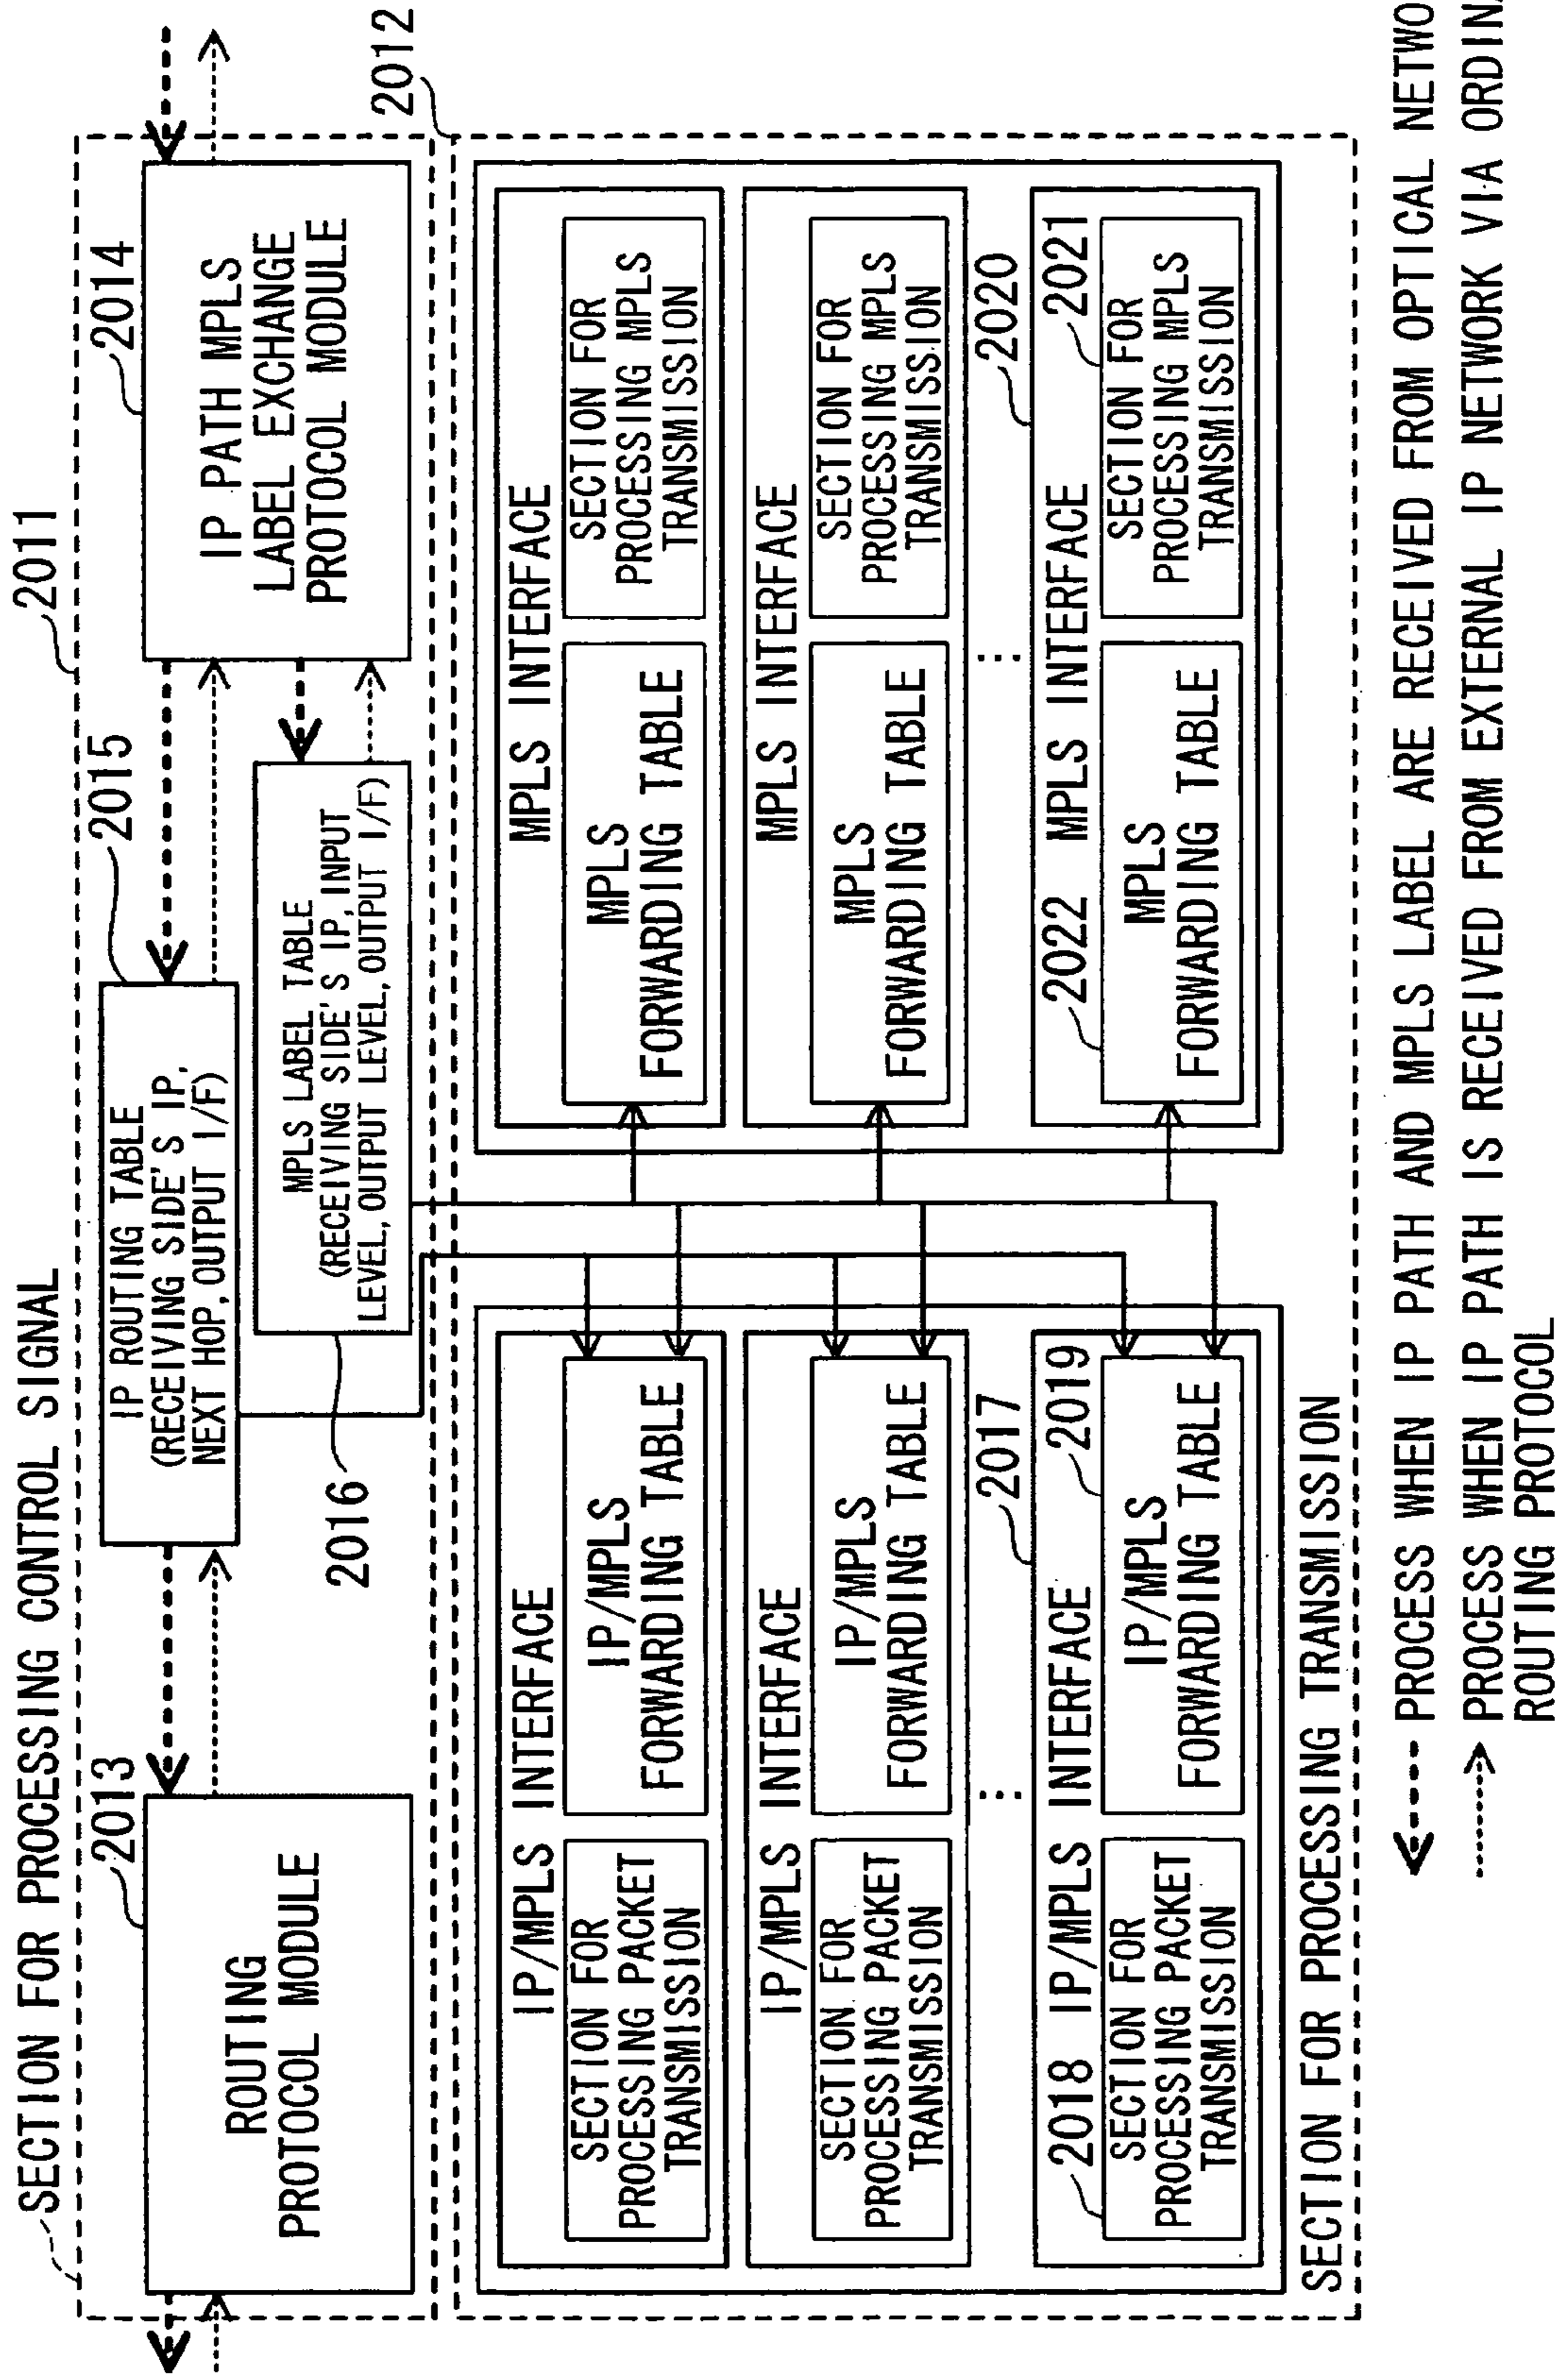 SECTION FOR PROCESSING CONTROL SIGNAL
2011
2013
ROUTING
PROTOCOL MODULE
IP ROUTING TABLE
(RECEIVING SIDE'S IP,
NEXT HOP, OUTPUT I/F)
2015
2016
MPLS LABEL TABLE
(RECEIVING SIDE'S IP, INPUT
LEVEL, OUTPUT LEVEL, OUTPUT I/F)
2014
IP PATH MPLS
LABEL EXCHANGE
PROTOCOL MODULE
2012
IP/MPLS INTERFACE
SECTION FOR
PROCESSING PACKET
TRANSMISSION
IP/MPLS
FORWARDING TABLE
IP/MPLS INTERFACE
SECTION FOR
PROCESSING PACKET
TRANSMISSION
IP/MPLS
FORWARDING TABLE
2017
2018 IP/MPLS INTERFACE 2019
SECTION FOR
PROCESSING PACKET
TRANSMISSION
IP/MPLS
FORWARDING TABLE
MPLS INTERFACE
MPLS
FORWARDING TABLE
SECTION FOR
PROCESSING MPLS
TRANSMISSION
MPLS INTERFACE
MPLS
FORWARDING TABLE
SECTION FOR
PROCESSING MPLS
TRANSMISSION
2020
2022 MPLS INTERFACE 2021
MPLS
FORWARDING TABLE
SECTION FOR
PROCESSING MPLS
TRANSMISSION
SECTION FOR PROCESSING TRANSMISSION
PROCESS WHEN IP PATH AND MPLS LABEL ARE RECEIVED FROM OPTICAL NETWO
PROCESS WHEN IP PATH IS RECEIVED FROM EXTERNAL IP NETWORK VIA ORDINA
ROUTING PROTOCOL